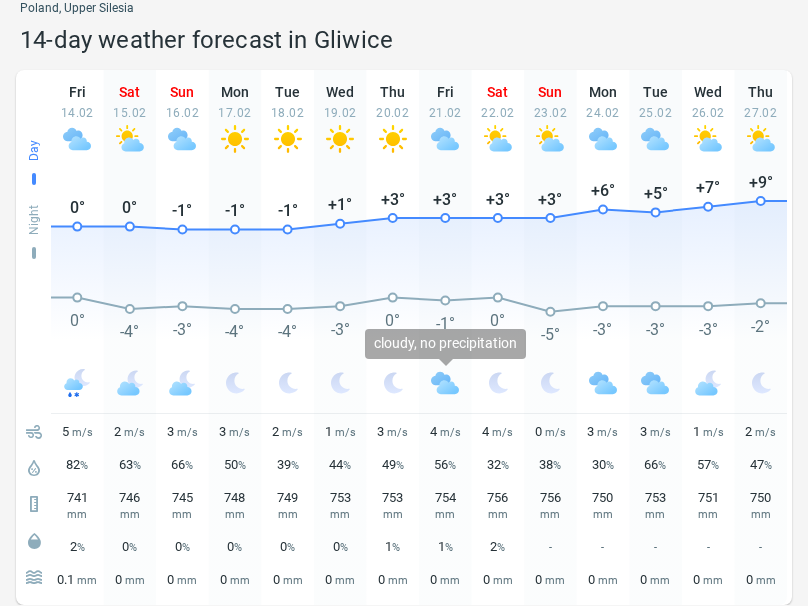 Poland, Upper Silesia
14-day weather forecast in Gliwice
Fri Sat Sun Mon Tue Wed Thu Fri Sat Sun Mon Tue Wed Thu
14.02 15.02 16.02 17.02 18.02 19.02 20.02 21.02 22.02 23.02 24.02 25.02 26.02 27.02
Day
0° 0° -1° -1° -1° +1° +3° +3° +3° +3° +6° +5° +7° +9°
Night
0° -4° -3° -4° -4° -3° 0° -1° 0° -5° -3° -3° -3° -2°
cloudy, no precipitation
5 m/s 2 m/s 3 m/s 3 m/s 2 m/s 1 m/s 3 m/s 4 m/s 4 m/s 0 m/s 3 m/s 3 m/s 1 m/s 2 m/s
82% 63% 66% 50% 39% 44% 49% 56% 32% 38% 30% 66% 57% 47%
741 746 745 748 749 753 753 754 756 756 750 753 751 750
mm mm mm mm mm mm mm mm mm mm mm mm mm mm
2% 0% 0% 0% 0% 0% 1% 1% 2% - - - - -
0.1 mm 0 mm 0 mm 0 mm 0 mm 0 mm 0 mm 0 mm 0 mm 0 mm 0 mm 0 mm 0 mm 0 mm